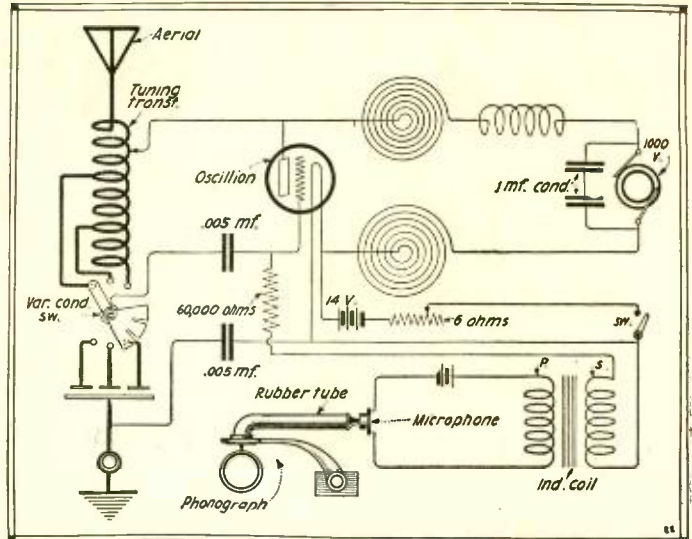 Aerial
Tuning
transf.
Oscillion
1000
V.
1 mf. cond.
.005 mf.
Var. cond.
sw.
60,000 ohms
14 V.
6 ohms
sw.
.005 mf.
P
s
Rubber tube
Microphone
Phonograph
Ind. coil